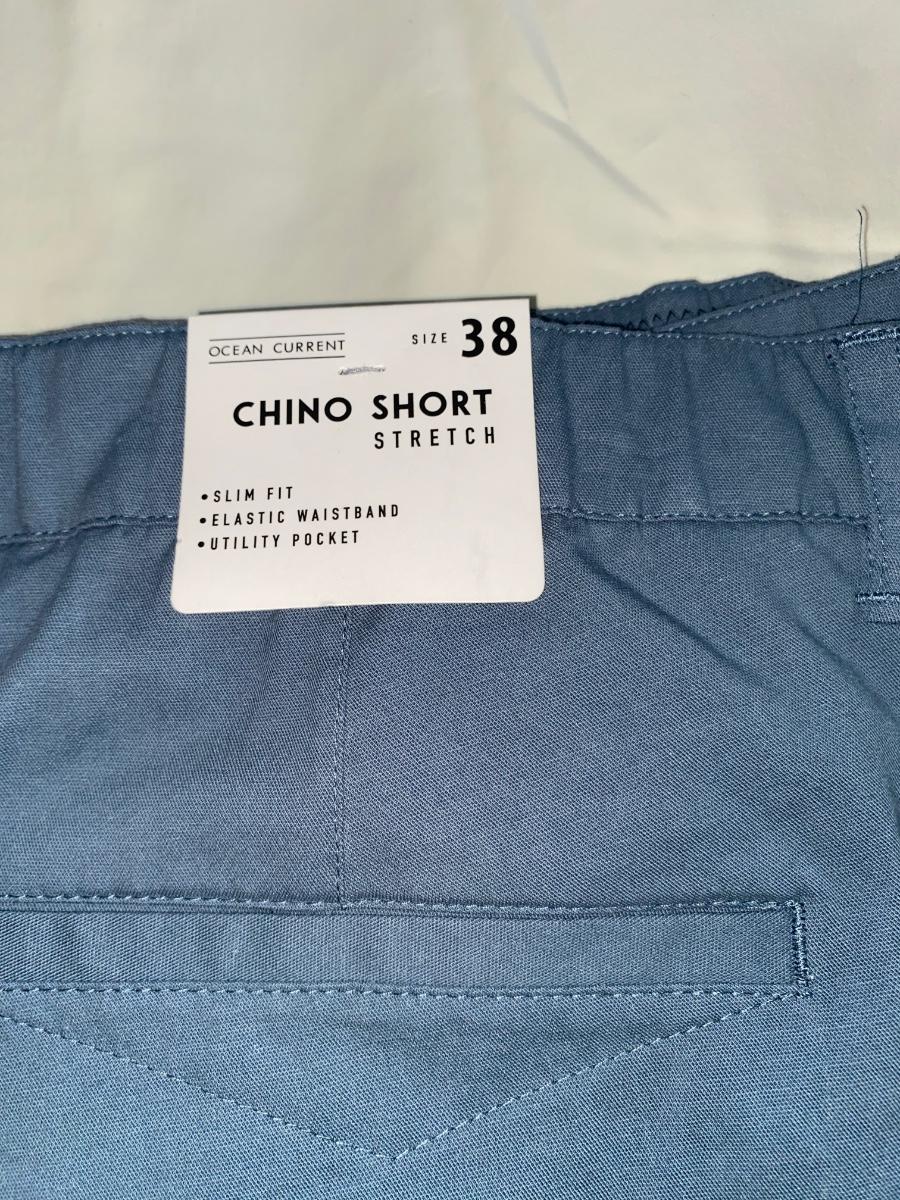 OCEAN CURRENT
SIZE 38
CHINO SHORT
STRETCH
•SLIM FIT
•ELASTIC WAISTBAND
•UTILITY POCKET